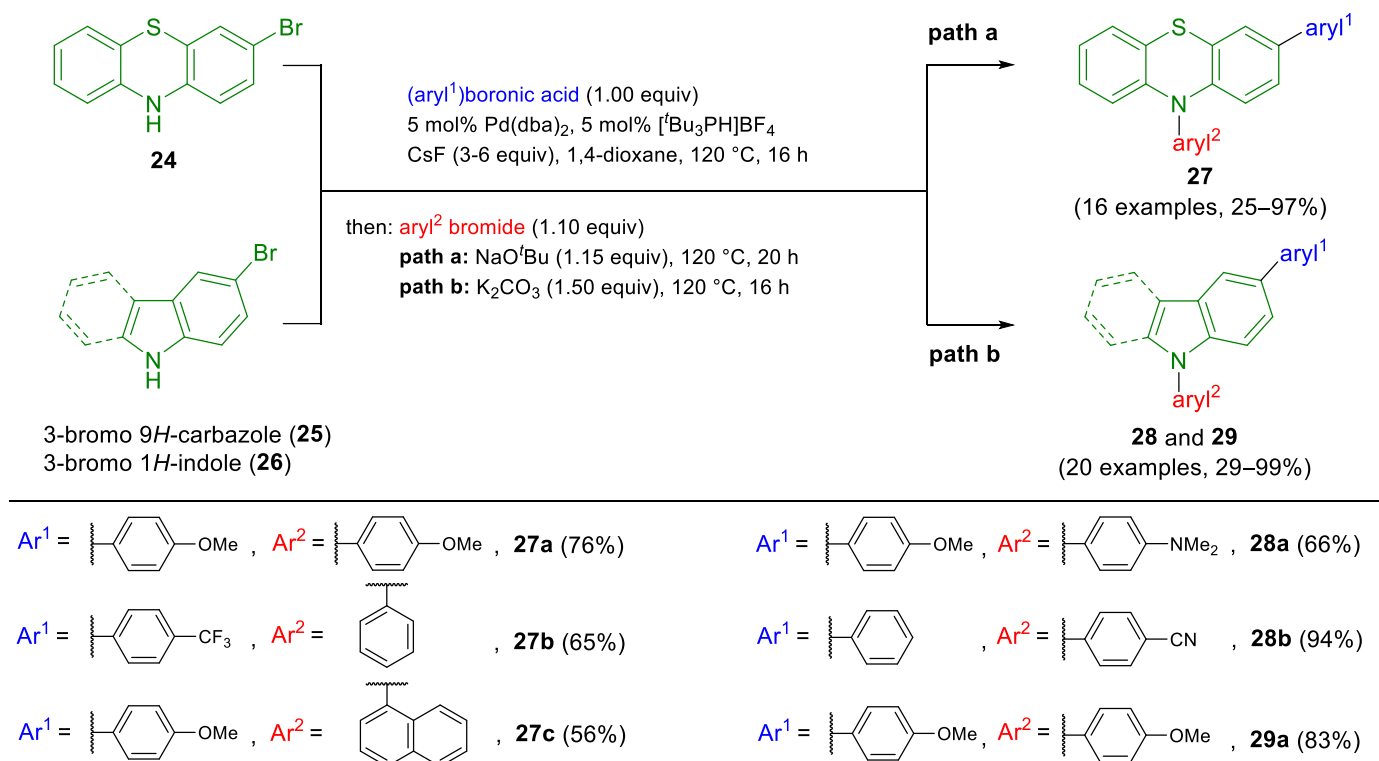 S
Br
N
H
24
Br
N
H
3-bromo 9H-carbazole (25)
3-bromo 1H-indole (26)
(aryl¹)boronic acid (1.00 equiv)
5 mol% Pd(dba)₂, 5 mol% [ᵗBu₃PH]BF₄
CsF (3-6 equiv), 1,4-dioxane, 120 °C, 16 h
then: aryl² bromide (1.10 equiv)
path a: NaOᵗBu (1.15 equiv), 120 °C, 20 h
path b: K₂CO₃ (1.50 equiv), 120 °C, 16 h
path a
path b
S
aryl¹
N
aryl²
27
(16 examples, 25–97%)
aryl¹
N
aryl²
28 and 29
(20 examples, 29–99%)
Ar¹ = OMe , Ar² = OMe , 27a (76%)
Ar¹ = OMe , Ar² = NMe₂ , 28a (66%)
Ar¹ = CF₃ , Ar² = , 27b (65%)
Ar¹ = , Ar² = CN , 28b (94%)
Ar¹ = OMe , Ar² = , 27c (56%)
Ar¹ = OMe , Ar² = OMe , 29a (83%)